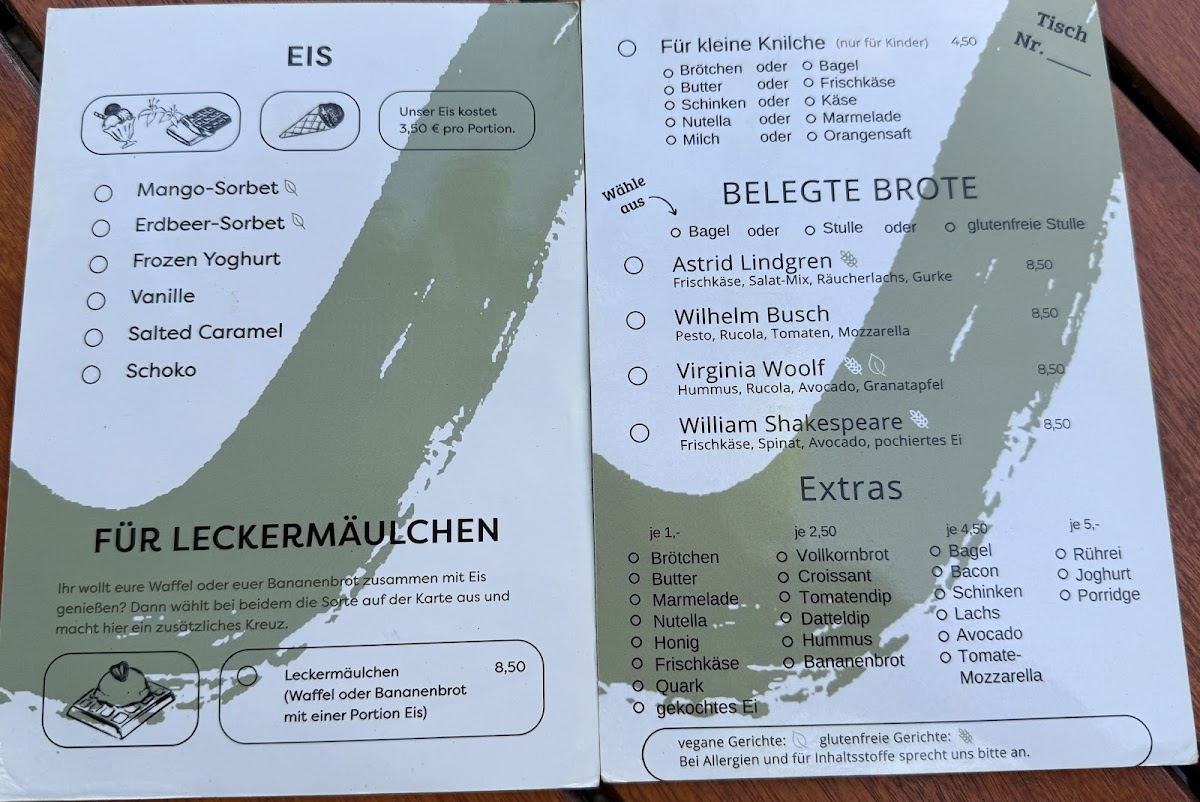 EIS
Unser Eis kostet
3,50 € pro Portion.
Mango-Sorbet
Erdbeer-Sorbet
Frozen Yoghurt
Vanille
Salted Caramel
Schoko
FÜR LECKERMÄULCHEN
Ihr wollt eure Waffel oder euer Bananenbrot zusammen mit Eis
genießen? Dann wählt bei beidem die Sorte auf der Karte aus und
macht hier ein zusätzliches Kreuz.
Leckermäulchen 8,50
(Waffel oder Bananenbrot
mit einer Portion Eis)
Tisch
Nr. ___
Für kleine Knilche (nur für Kinder) 4,50
Brötchen oder Bagel
Butter oder Frischkäse
Schinken oder Käse
Nutella oder Marmelade
Milch oder Orangensaft
Wähle
aus
BELEGTE BROTE
Bagel oder Stulle oder glutenfreie Stulle
Astrid Lindgren 8,50
Frischkäse, Salat-Mix, Räucherlachs, Gurke
Wilhelm Busch 8,50
Pesto, Rucola, Tomaten, Mozzarella
Virginia Woolf 8,50
Hummus, Rucola, Avocado, Granatapfel
William Shakespeare 8,50
Frischkäse, Spinat, Avocado, pochiertes Ei
Extras
je 1,-
Brötchen
Butter
Marmelade
Nutella
Honig
Frischkäse
Quark
gekochtes Ei
je 2,50
Vollkornbrot
Croissant
Tomatendip
Datteldip
Hummus
Bananenbrot
je 4,50
Bagel
Bacon
Schinken
Lachs
Avocado
Tomate-
Mozzarella
je 5,-
Rührei
Joghurt
Porridge
vegane Gerichte: glutenfreie Gerichte:
Bei Allergien und für Inhaltsstoffe sprecht uns bitte an.